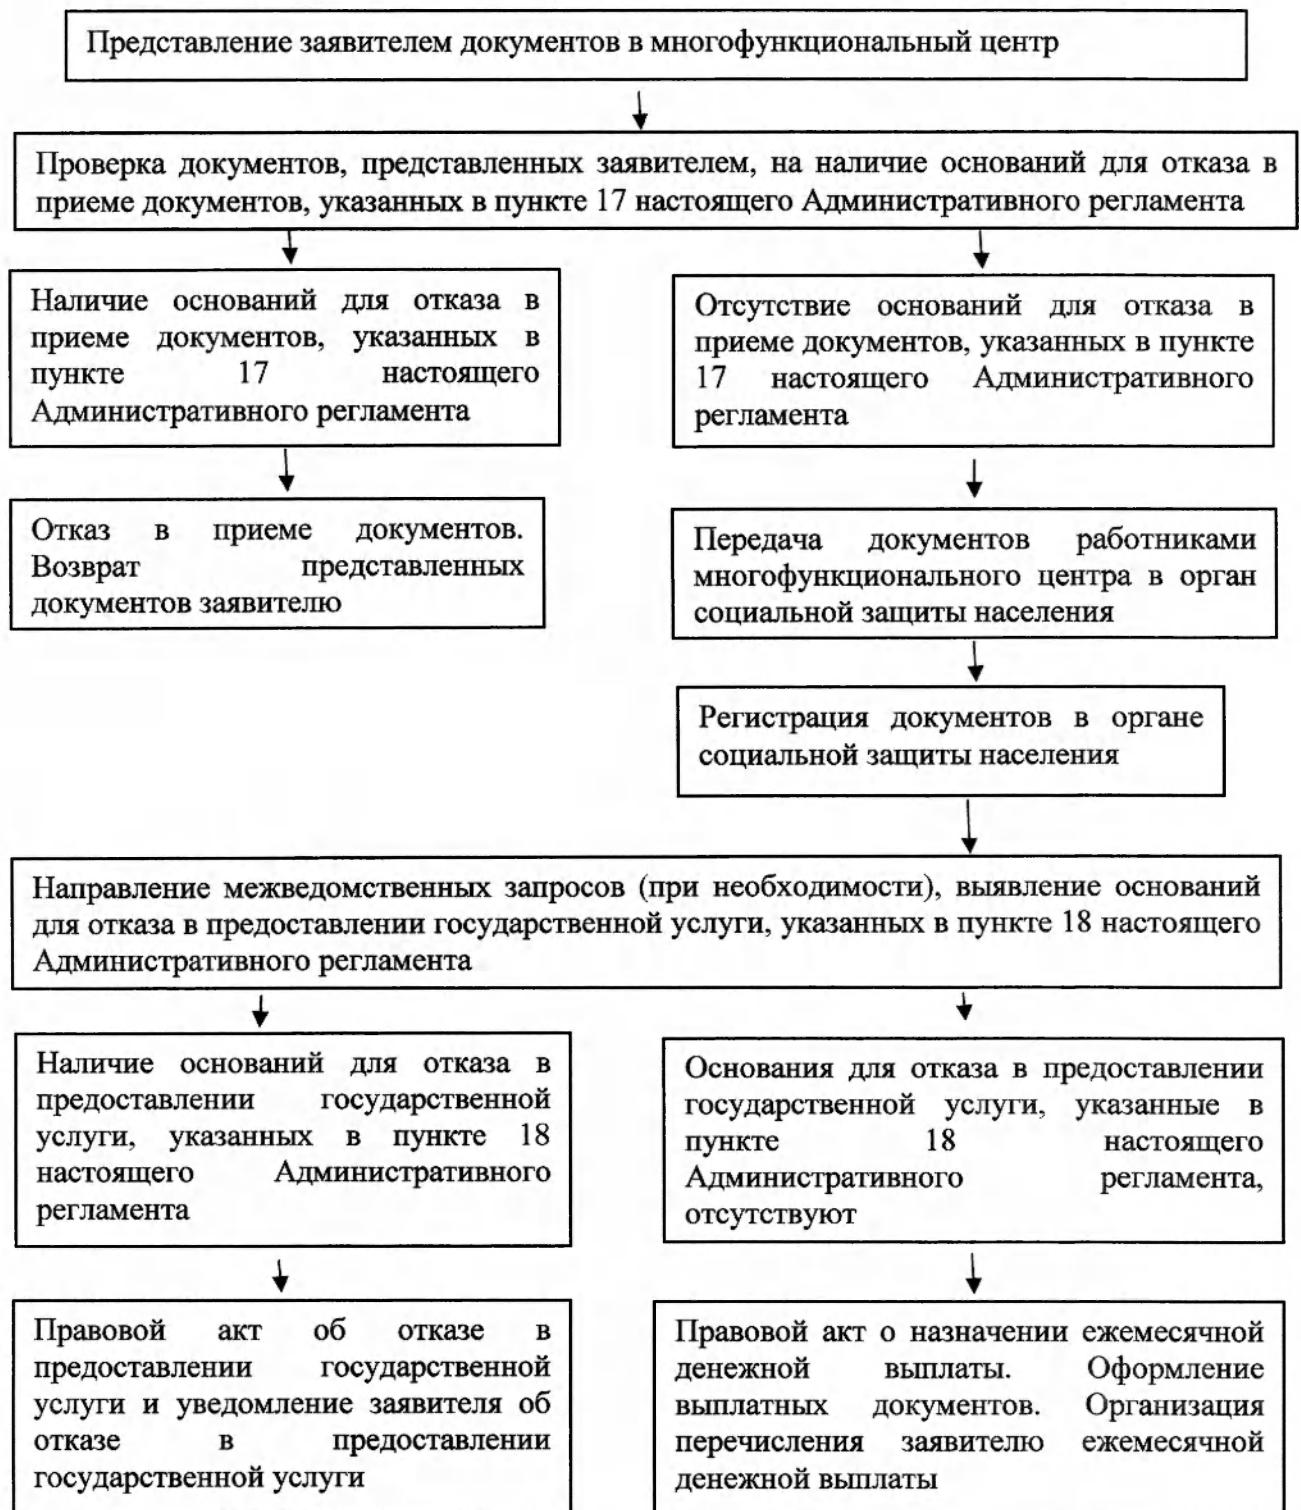 Представление заявителем документов в многофункциональный центр
Проверка документов, представленных заявителем, на наличие оснований для отказа в
приеме документов, указанных в пункте 17 настоящего Административного регламента
Наличие оснований для отказа в
приеме документов, указанных в
пункте 17 настоящего
Административного регламента
Отсутствие оснований для отказа в
приеме документов, указанных в пункте
17 настоящего Административного
регламента
Отказ в приеме документов.
Возврат представленных
документов заявителю
Передача документов работниками
многофункционального центра в орган
социальной защиты населения
Регистрация документов в органе
социальной защиты населения
Направление межведомственных запросов (при необходимости), выявление оснований
для отказа в предоставлении государственной услуги, указанных в пункте 18 настоящего
Административного регламента
Наличие оснований для отказа в
предоставлении государственной
услуги, указанных в пункте 18
настоящего Административного
регламента
Основания для отказа в предоставлении
государственной услуги, указанные в
пункте 18 настоящего
Административного регламента,
отсутствуют
Правовой акт об отказе в
предоставлении государственной
услуги и уведомление заявителя об
отказе в предоставлении
государственной услуги
Правовой акт о назначении ежемесячной
денежной выплаты. Оформление
выплатных документов. Организация
перечисления заявителю ежемесячной
денежной выплаты